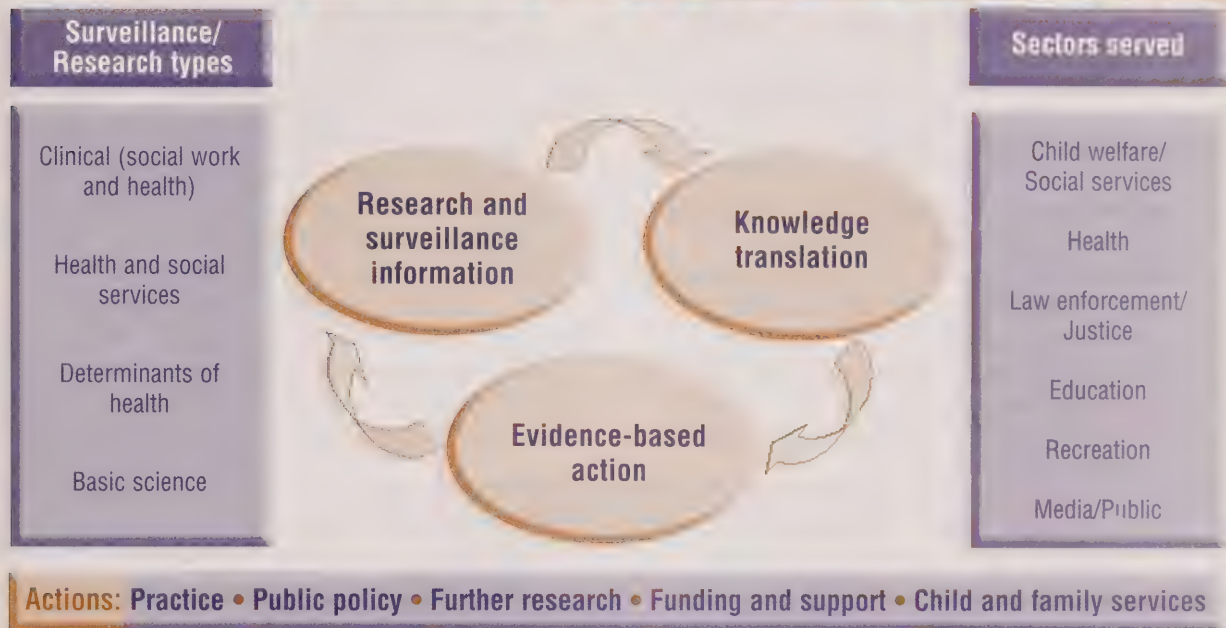 Surveillance/
Research types
Clinical (social work
and health)
Health and social
services
Determinants of
health
Basic science
Research and
surveillance
information
Knowledge
translation
Evidence-based
action
Sectors served
Child welfare/
Social services
Health
Law enforcement/
Justice
Education
Recreation
Media/Public
Actions: Practice • Public policy • Further research • Funding and support • Child and family services